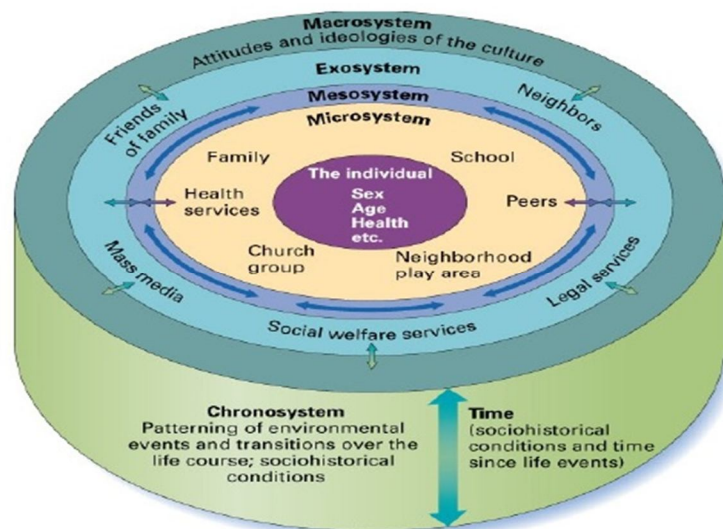 Macrosystem
Attitudes and ideologies of the culture
Exosystem
Mesosystem
Microsystem
Friends
of family
Neighbors
Family
School
The individual
Sex
Age
Health
etc.
Health
services
Peers
Church
group
Neighborhood
play area
Mass media
Legal services
Social welfare services
Chronosystem
Patterning of environmental
events and transitions over the
life course; sociohistorical
conditions
Time
(sociohistorical
conditions and time
since life events)